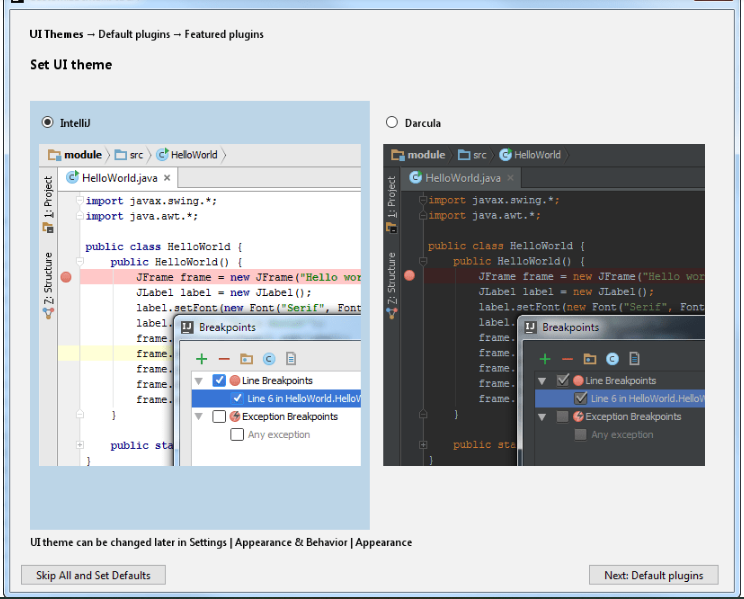 UI Themes → Default plugins → Featured plugins
Set UI theme
IntelliJ
module src HelloWorld
HelloWorld.java ×
1: Project
Z: Structure
import javax.swing.*;
import java.awt.*;
public class HelloWorld {
public HelloWorld() {
JFrame frame = new JFrame("Hello wor
JLabel label = new JLabel();
label.setFont(new Font("Serif", Font
label.
frame.
frame.
frame.
frame.
frame.
}
public sta
}
Breakpoints
Line Breakpoints
Line 6 in HelloWorld.HelloW
Exception Breakpoints
Any exception
Darcula
module src HelloWorld
HelloWorld.java ×
1: Project
Z: Structure
import javax.swing.*;
import java.awt.*;
public class HelloWorld {
public HelloWorld() {
JFrame frame = new JFrame("Hello wor
JLabel label = new JLabel();
label.setFont(new Font("Serif", Font
label.
frame.
frame.
frame.
frame.
frame.
}
public sta
}
Breakpoints
Line Breakpoints
Line 6 in HelloWorld.HelloW
Exception Breakpoints
Any exception
UI theme can be changed later in Settings | Appearance & Behavior | Appearance
Skip All and Set Defaults
Next: Default plugins